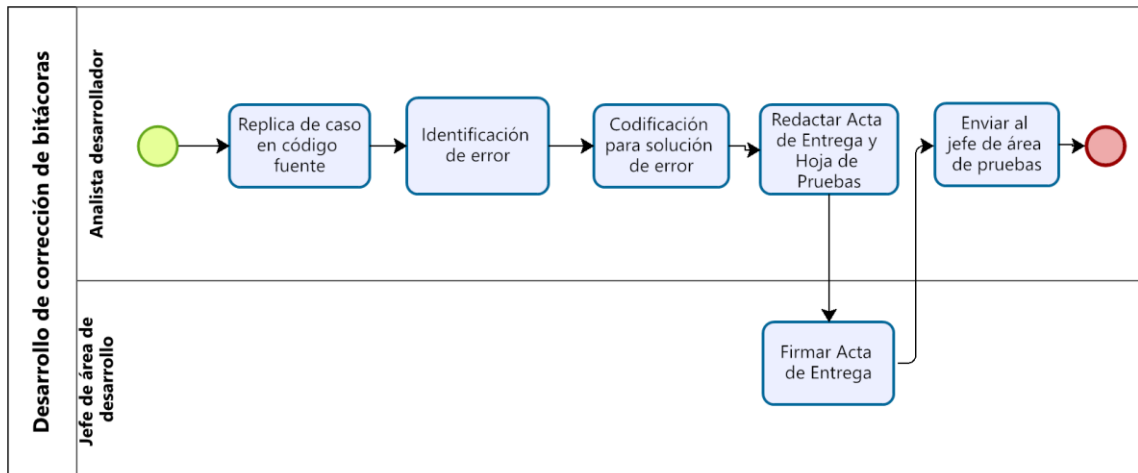 Desarrollo de corrección de bitácoras
Analista desarrollador
Replica de caso
en código
fuente
Identificación
de error
Codificación
para solución
de error
Redactar Acta
de Entrega y
Hoja de
Pruebas
Enviar al
jefe de área
de pruebas
Jefe de área de
desarrollo
Firmar Acta
de Entrega